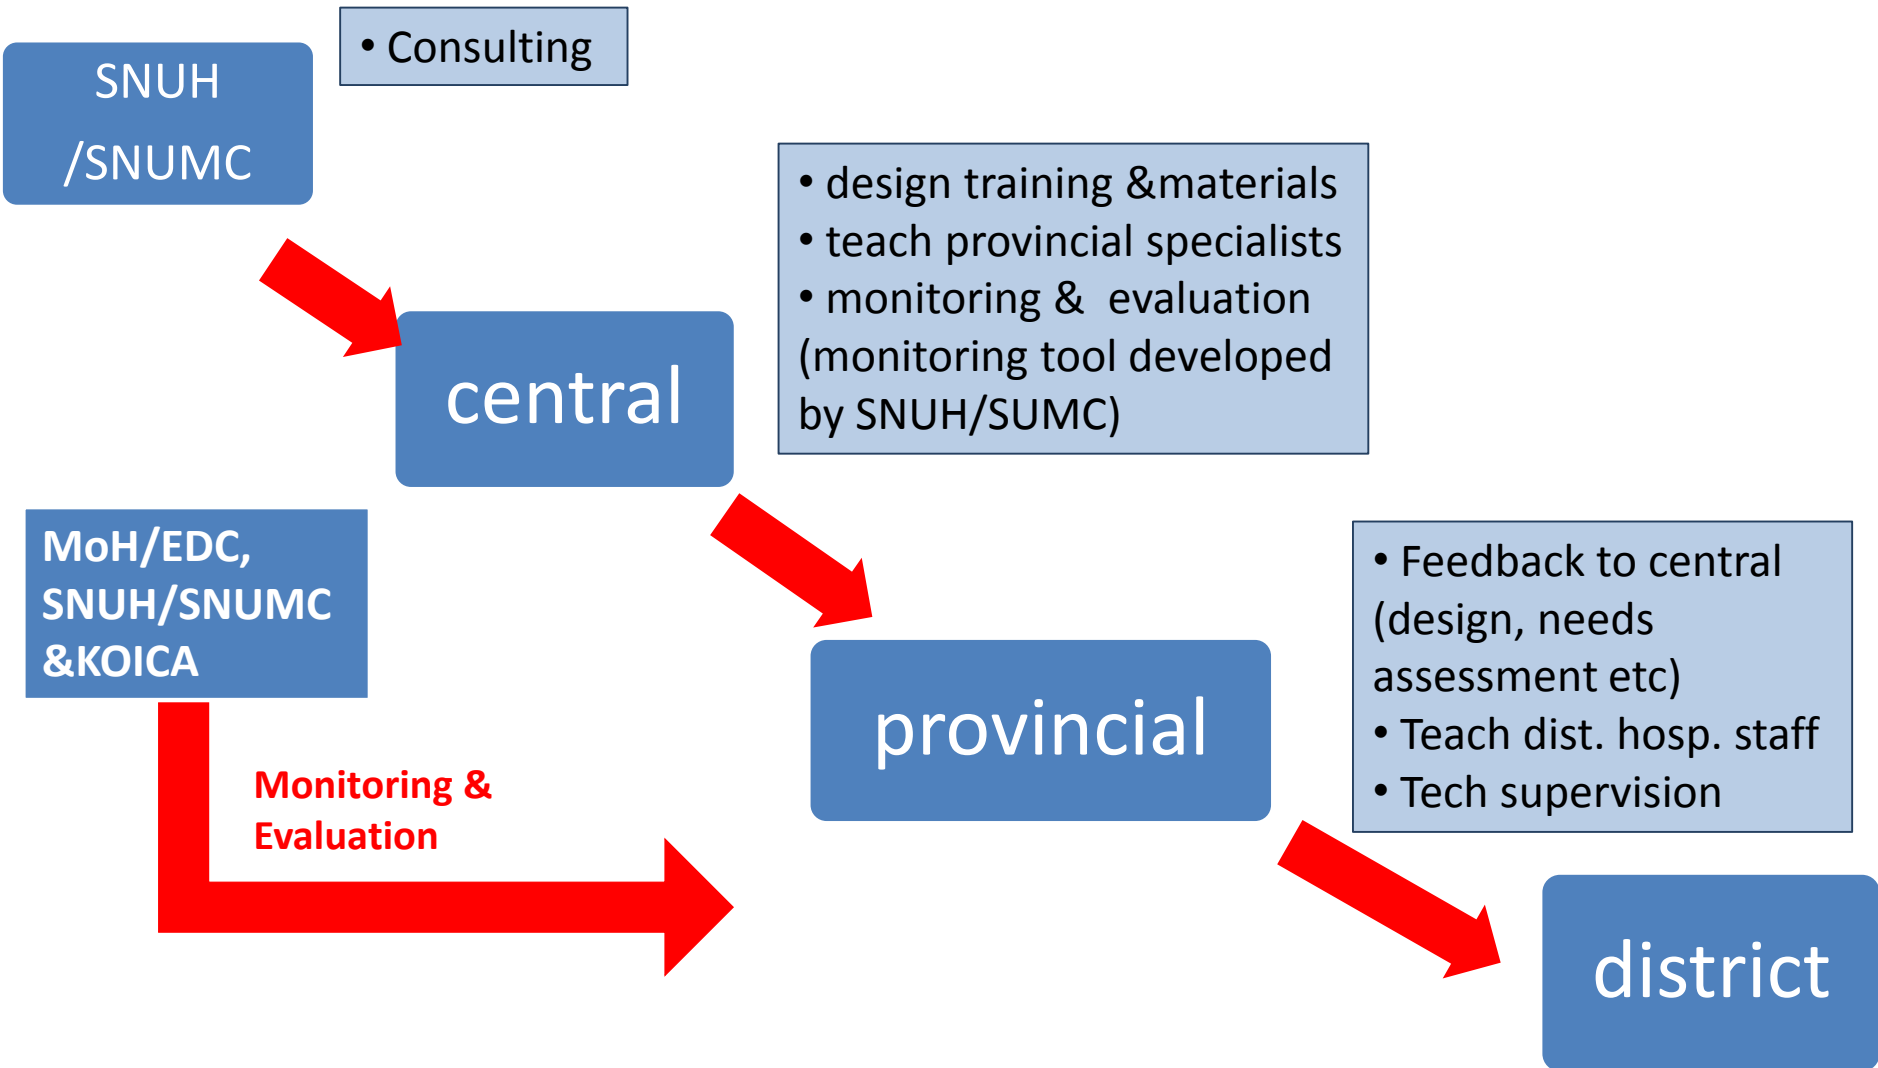 SNUH
/SNUMC
• Consulting
central
• design training &materials
• teach provincial specialists
• monitoring &  evaluation
(monitoring tool developed
by SNUH/SUMC)
MoH/EDC,
SNUH/SNUMC
&KOICA
Monitoring &
Evaluation
provincial
• Feedback to central
(design, needs
assessment etc)
• Teach dist. hosp. staff
• Tech supervision
district